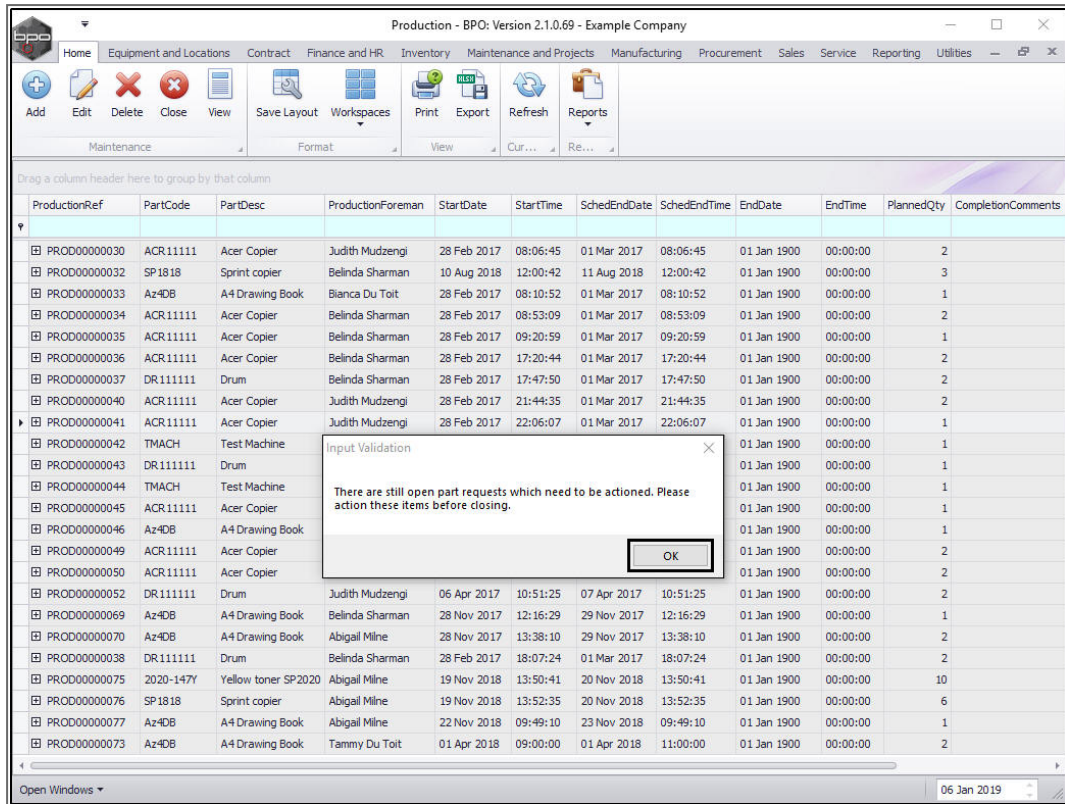 Production - BPO: Version 2.1.0.69 - Example Company
bpo
Home Equipment and Locations Contract Finance and HR Inventory Maintenance and Projects Manufacturing Procurement Sales Service Reporting Utilities
Add Edit Delete Close View Save Layout Workspaces Print Export Refresh Reports
Maintenance Format View Cur... Re...
Drag a column header here to group by that column
ProductionRef PartCode PartDesc ProductionForeman StartDate StartTime SchedEndDate SchedEndTime EndDate EndTime PlannedQty CompletionComments
PROD00000030 ACR11111 Acer Copier Judith Mudzengi 28 Feb 2017 08:06:45 01 Mar 2017 08:06:45 01 Jan 1900 00:00:00 2
PROD00000032 SP1818 Sprint copier Belinda Sharman 10 Aug 2018 12:00:42 11 Aug 2018 12:00:42 01 Jan 1900 00:00:00 3
PROD00000033 Az4DB A4 Drawing Book Bianca Du Toit 28 Feb 2017 08:10:52 01 Mar 2017 08:10:52 01 Jan 1900 00:00:00 1
PROD00000034 ACR11111 Acer Copier Belinda Sharman 28 Feb 2017 08:53:09 01 Mar 2017 08:53:09 01 Jan 1900 00:00:00 2
PROD00000035 ACR11111 Acer Copier Belinda Sharman 28 Feb 2017 09:20:59 01 Mar 2017 09:20:59 01 Jan 1900 00:00:00 1
PROD00000036 ACR11111 Acer Copier Belinda Sharman 28 Feb 2017 17:20:44 01 Mar 2017 17:20:44 01 Jan 1900 00:00:00 2
PROD00000037 DR111111 Drum Belinda Sharman 28 Feb 2017 17:47:50 01 Mar 2017 17:47:50 01 Jan 1900 00:00:00 2
PROD00000040 ACR11111 Acer Copier Judith Mudzengi 28 Feb 2017 21:44:35 01 Mar 2017 21:44:35 01 Jan 1900 00:00:00 2
PROD00000041 ACR11111 Acer Copier Judith Mudzengi 28 Feb 2017 22:06:07 01 Mar 2017 22:06:07 01 Jan 1900 00:00:00 1
PROD00000042 TMACH Test Machine 01 Jan 1900 00:00:00 1
PROD00000043 DR111111 Drum 01 Jan 1900 00:00:00 1
PROD00000044 TMACH Test Machine 01 Jan 1900 00:00:00 1
PROD00000045 ACR11111 Acer Copier 01 Jan 1900 00:00:00 1
PROD00000046 Az4DB A4 Drawing Book 01 Jan 1900 00:00:00 1
PROD00000049 ACR11111 Acer Copier 01 Jan 1900 00:00:00 2
PROD00000050 ACR11111 Acer Copier 01 Jan 1900 00:00:00 2
Input Validation
There are still open part requests which need to be actioned. Please
action these items before closing.
OK
PROD00000052 DR111111 Drum Judith Mudzengi 06 Apr 2017 10:51:25 07 Apr 2017 10:51:25 01 Jan 1900 00:00:00 2
PROD00000069 Az4DB A4 Drawing Book Belinda Sharman 28 Nov 2017 12:16:29 29 Nov 2017 12:16:29 01 Jan 1900 00:00:00 1
PROD00000070 Az4DB A4 Drawing Book Abigail Milne 28 Nov 2017 13:38:10 29 Nov 2017 13:38:10 01 Jan 1900 00:00:00 2
PROD00000038 DR111111 Drum Belinda Sharman 28 Feb 2017 18:07:24 01 Mar 2017 18:07:24 01 Jan 1900 00:00:00 2
PROD00000075 2020-147Y Yellow toner SP2020 Abigail Milne 19 Nov 2018 13:50:41 20 Nov 2018 13:50:41 01 Jan 1900 00:00:00 10
PROD00000076 SP1818 Sprint copier Abigail Milne 19 Nov 2018 13:52:35 20 Nov 2018 13:52:35 01 Jan 1900 00:00:00 6
PROD00000077 Az4DB A4 Drawing Book Abigail Milne 22 Nov 2018 09:49:10 23 Nov 2018 09:49:10 01 Jan 1900 00:00:00 1
PROD00000073 Az4DB A4 Drawing Book Tammy Du Toit 01 Apr 2018 09:00:00 01 Apr 2018 11:00:00 01 Jan 1900 00:00:00 2
Open Windows 06 Jan 2019